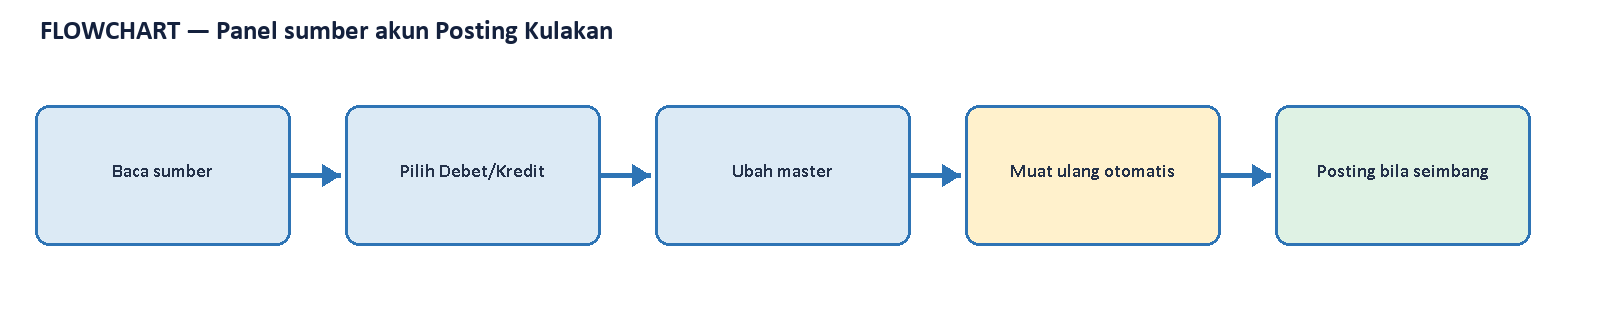 FLOWCHART — Panel sumber akun Posting Kulakan
Baca sumber
Pilih Debet/Kredit
Ubah master
Muat ulang otomatis
Posting bila seimbang